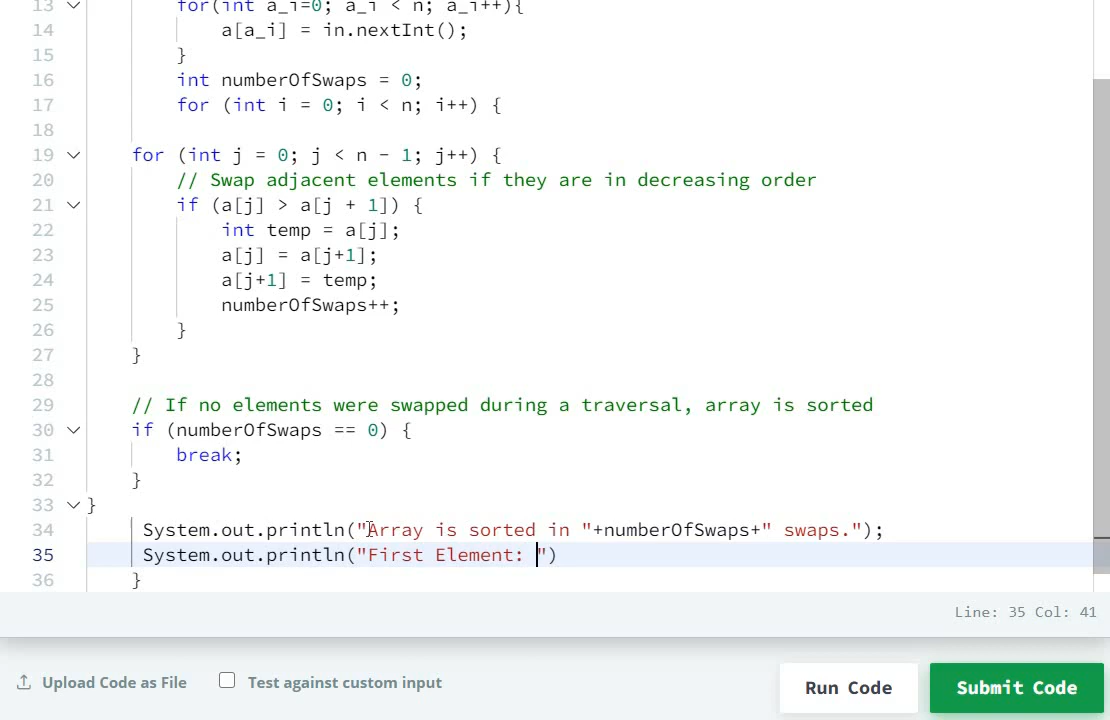 13 for(int a_i=0; a_i < n; a_i++){
14 a[a_i] = in.nextInt();
15 }
16 int numberOfSwaps = 0;
17 for (int i = 0; i < n; i++) {
18
19 for (int j = 0; j < n - 1; j++) {
20 // Swap adjacent elements if they are in decreasing order
21 if (a[j] > a[j + 1]) {
22 int temp = a[j];
23 a[j] = a[j+1];
24 a[j+1] = temp;
25 numberOfSwaps++;
26 }
27 }
28
29 // If no elements were swapped during a traversal, array is sorted
30 if (numberOfSwaps == 0) {
31 break;
32 }
33 }
34 System.out.println("Array is sorted in "+numberOfSwaps+" swaps.");
35 System.out.println("First Element: ")
36 }
Line: 35 Col: 41
Upload Code as File Test against custom input Run Code Submit Code